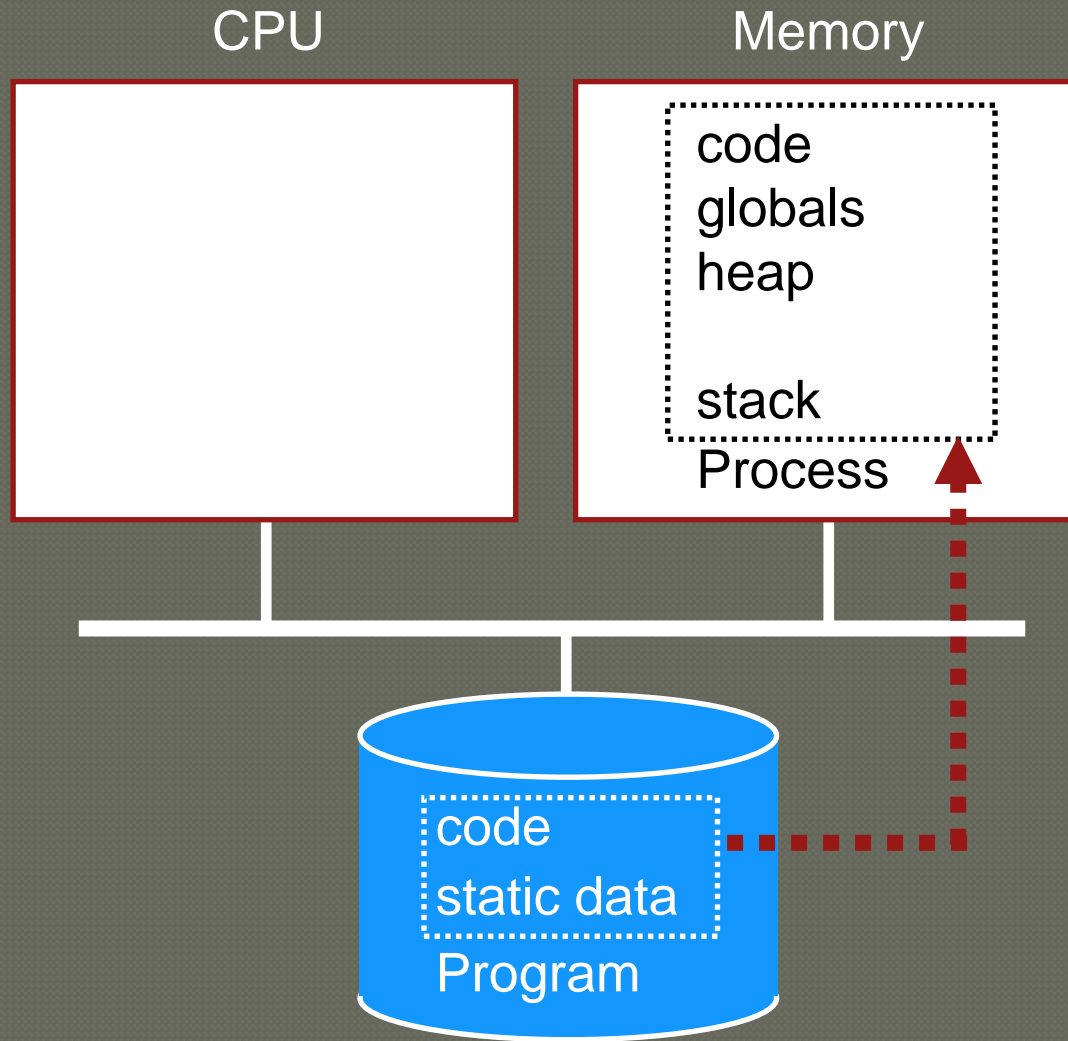 CPU
Memory
code
globals
heap
stack
Process
code
static data
Program